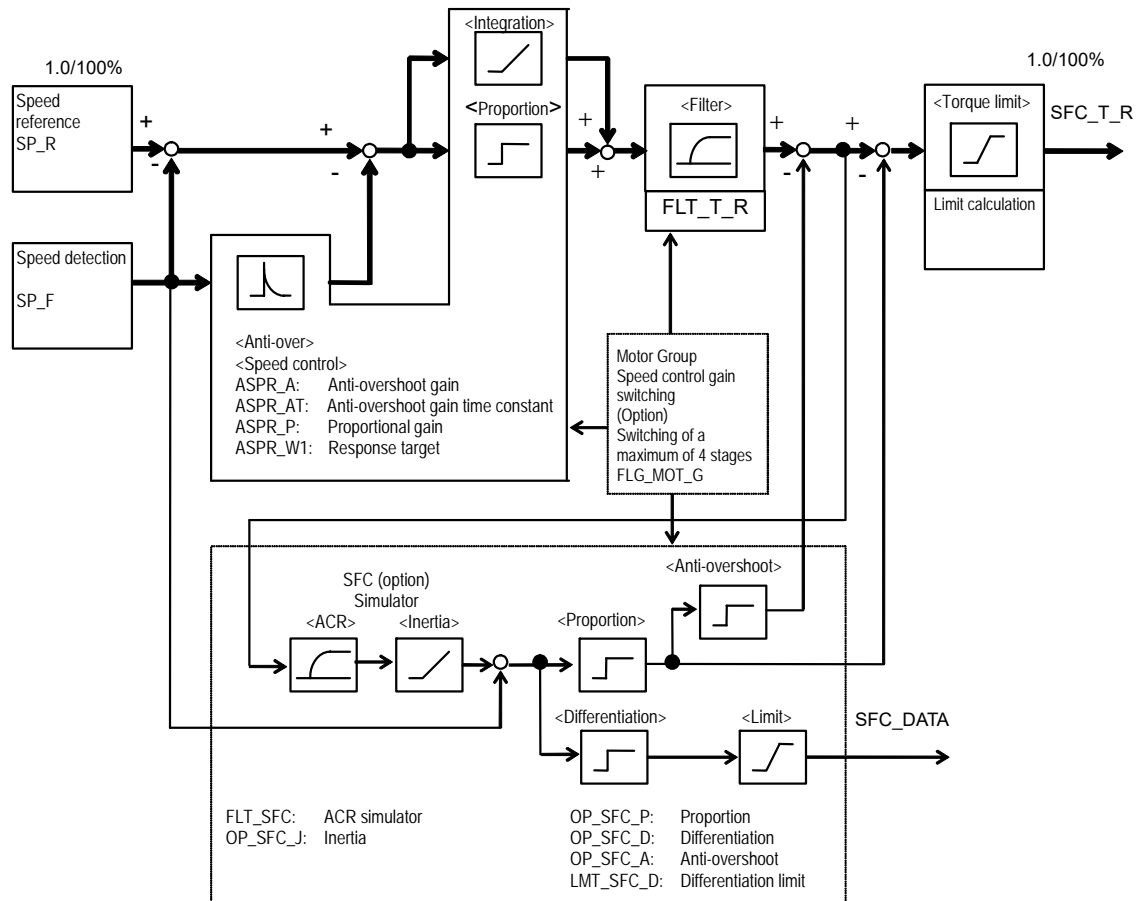 1.0/100%
Speed
reference
SP_R
+
-
+
-
<Integration>
<Proportion>
+
+
<Filter>
FLT_T_R
+
-
+
-
1.0/100%
<Torque limit>
SFC_T_R
Limit calculation
Speed detection
SP_F
<Anti-over>
<Speed control>
ASPR_A: Anti-overshoot gain
ASPR_AT: Anti-overshoot gain time constant
ASPR_P: Proportional gain
ASPR_W1: Response target
Motor Group
Speed control gain
switching
(Option)
Switching of a
maximum of 4 stages
FLG_MOT_G
SFC (option)
Simulator
<ACR>
<Inertia>
<Proportion>
<Anti-overshoot>
<Differentiation>
<Limit>
SFC_DATA
FLT_SFC: ACR simulator
OP_SFC_J: Inertia
OP_SFC_P: Proportion
OP_SFC_D: Differentiation
OP_SFC_A: Anti-overshoot
LMT_SFC_D: Differentiation limit